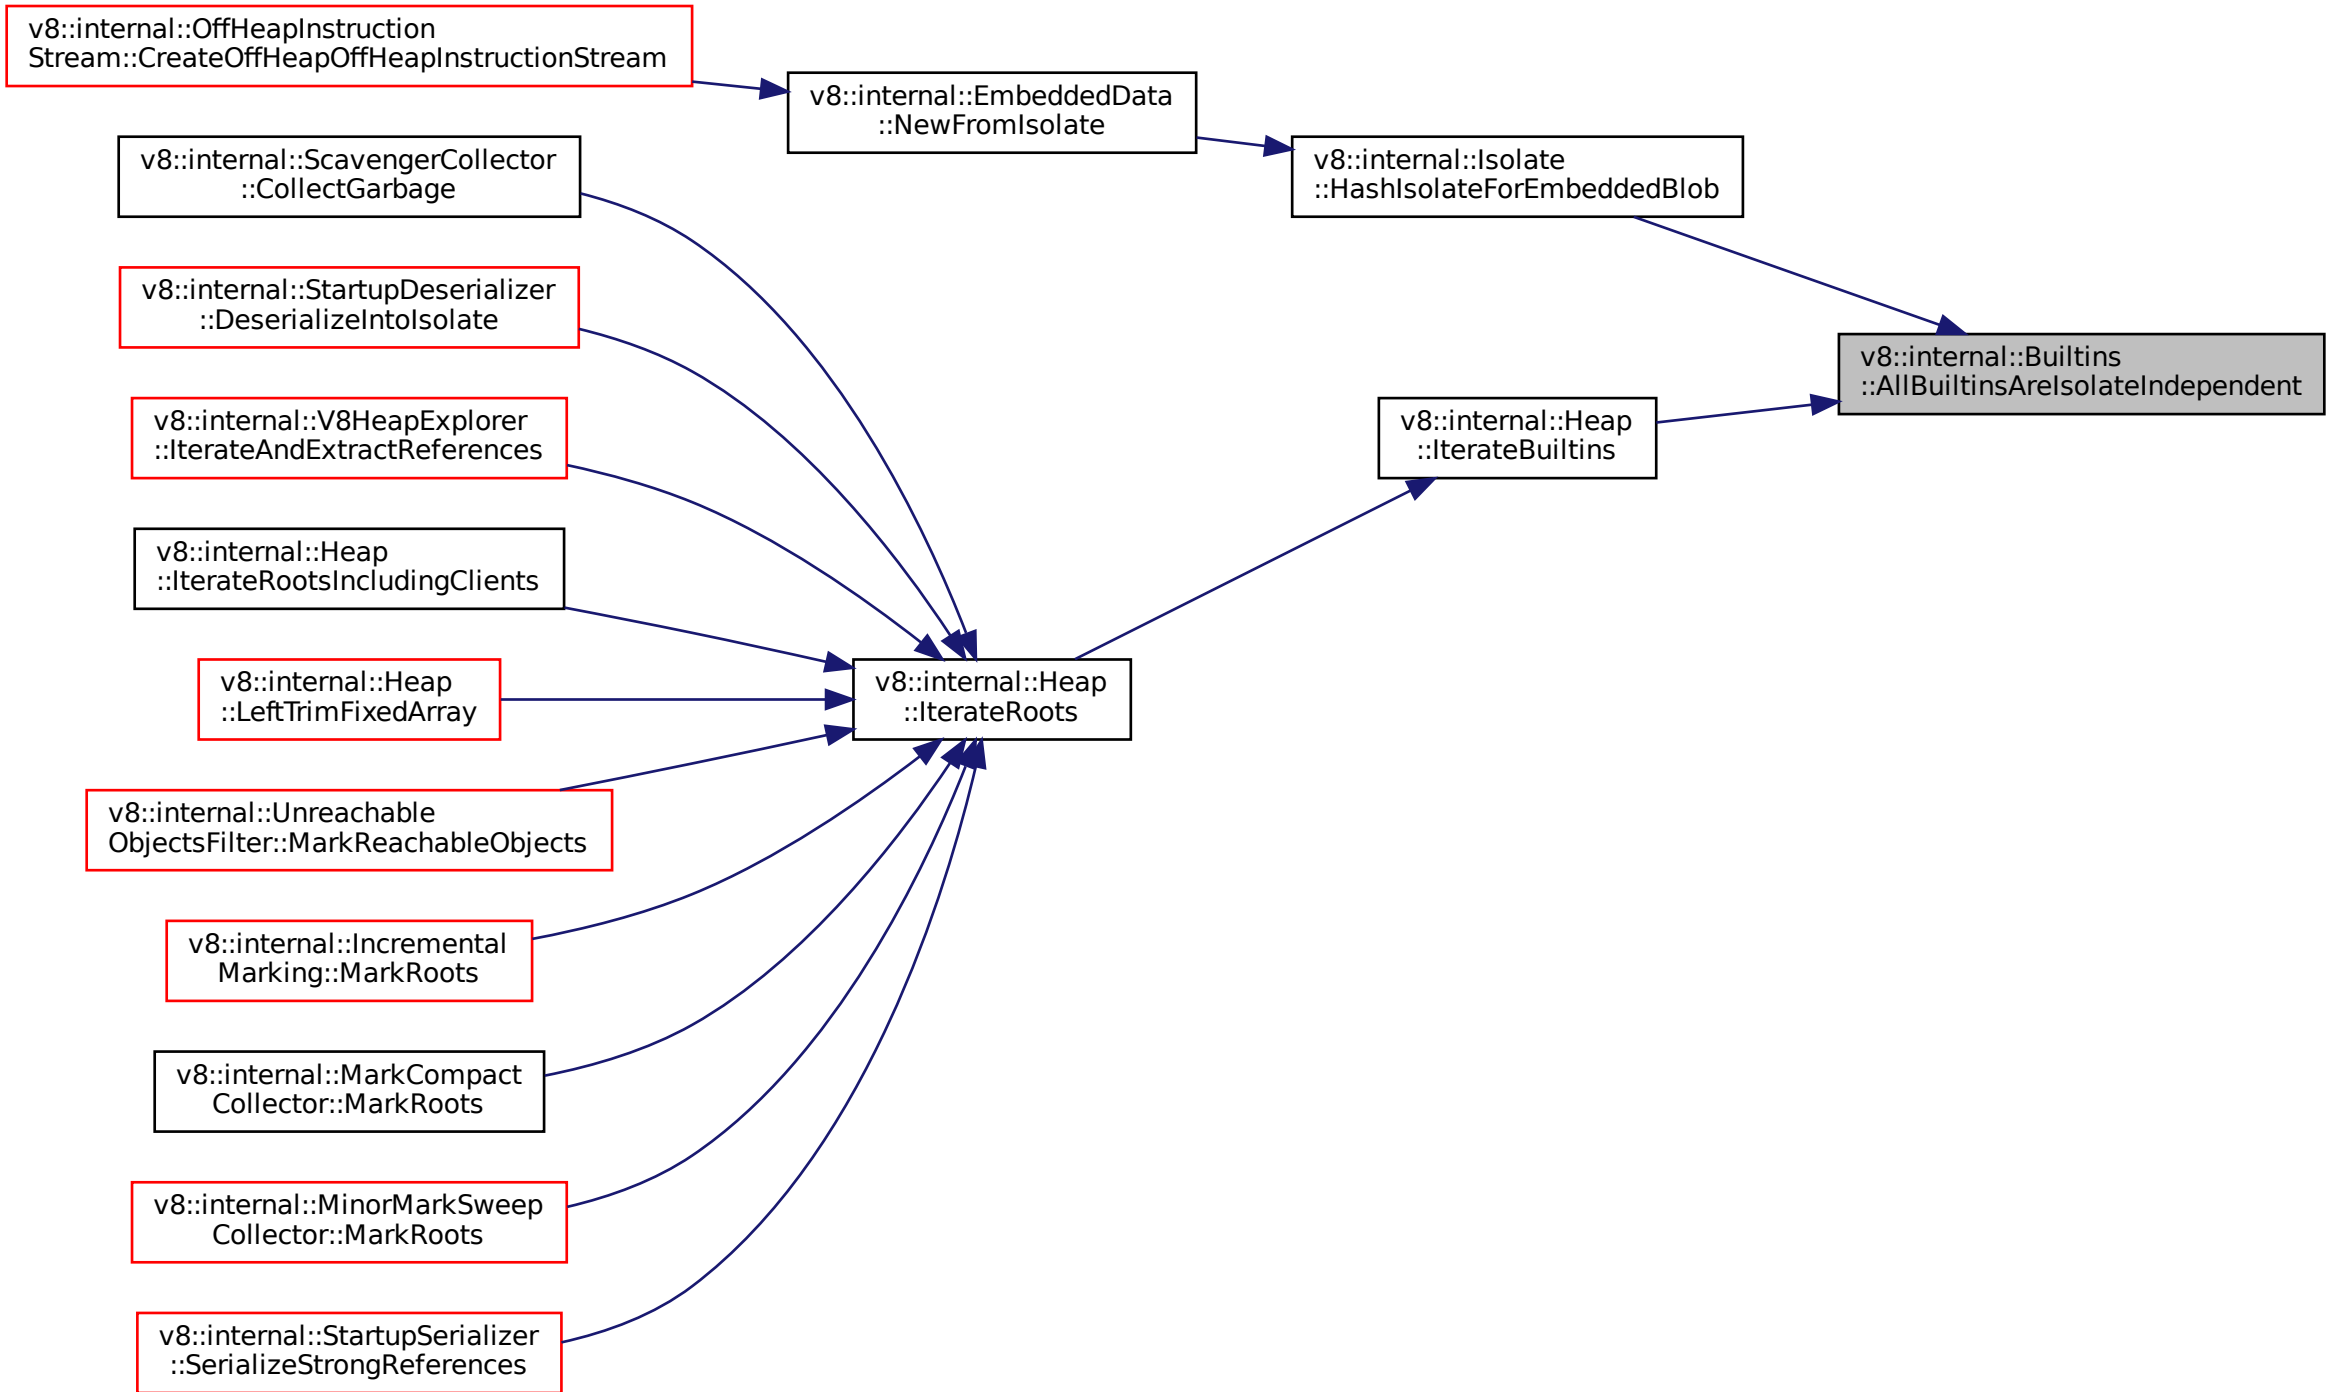 v8::internal::OffHeapInstruction
Stream::CreateOffHeapOffHeapInstructionStream
v8::internal::EmbeddedData
::NewFromIsolate
v8::internal::ScavengerCollector
::CollectGarbage
v8::internal::Isolate
::HashIsolateForEmbeddedBlob
v8::internal::StartupDeserializer
::DeserializeIntoIsolate
v8::internal::Builtins
::AllBuiltinsAreIsolateIndependent
v8::internal::V8HeapExplorer
::IterateAndExtractReferences
v8::internal::Heap
::IterateBuiltins
v8::internal::Heap
::IterateRootsIncludingClients
v8::internal::Heap
::LeftTrimFixedArray
v8::internal::Heap
::IterateRoots
v8::internal::Unreachable
ObjectsFilter::MarkReachableObjects
v8::internal::Incremental
Marking::MarkRoots
v8::internal::MarkCompact
Collector::MarkRoots
v8::internal::MinorMarkSweep
Collector::MarkRoots
v8::internal::StartupSerializer
::SerializeStrongReferences